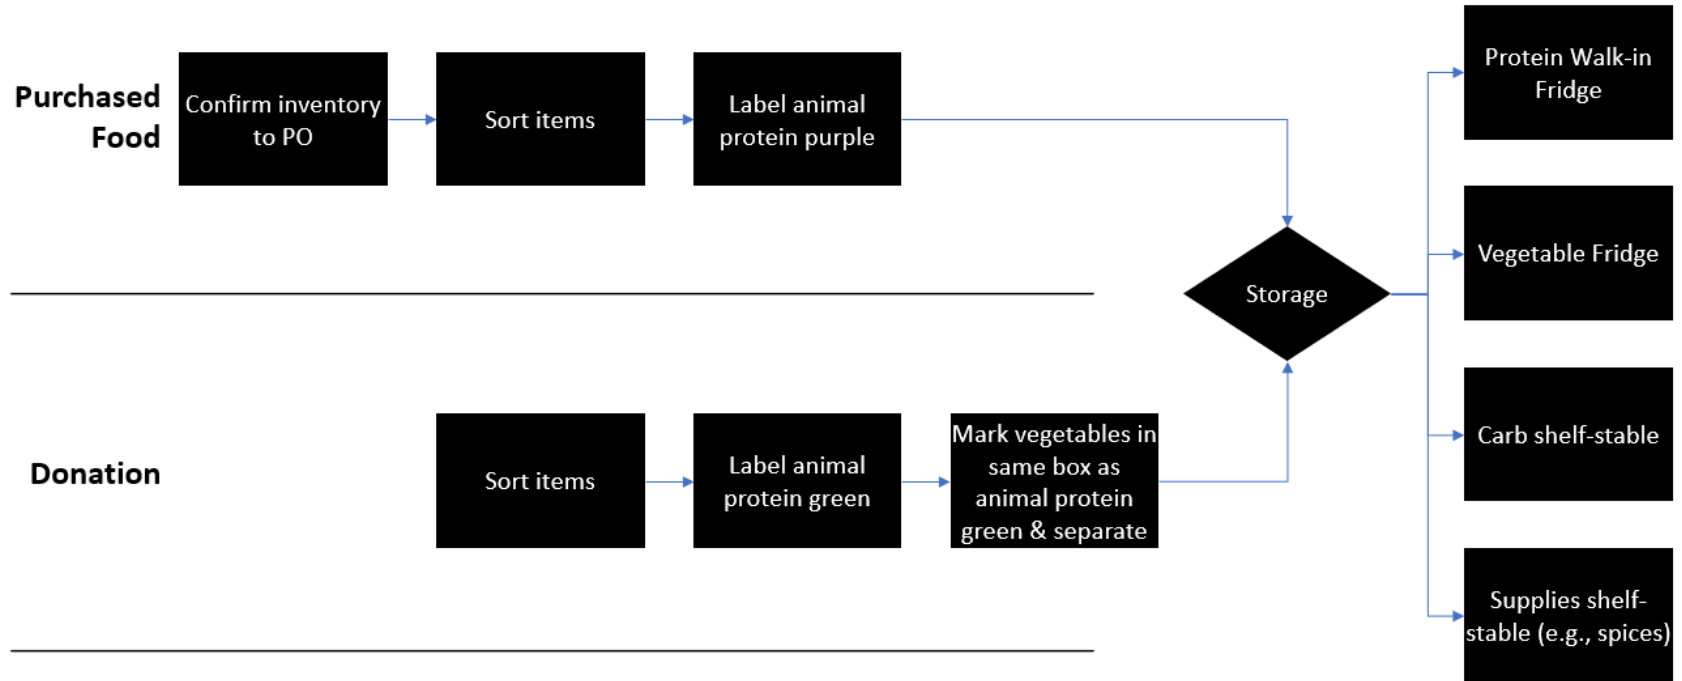 Purchased
Food
Confirm inventory
to PO
Sort items
Label animal
protein purple
Storage
Protein Walk-in
Fridge
Vegetable Fridge
Carb shelf-stable
Supplies shelf-
stable (e.g., spices)
Donation
Sort items
Label animal
protein green
Mark vegetables in
same box as
animal protein
green & separate